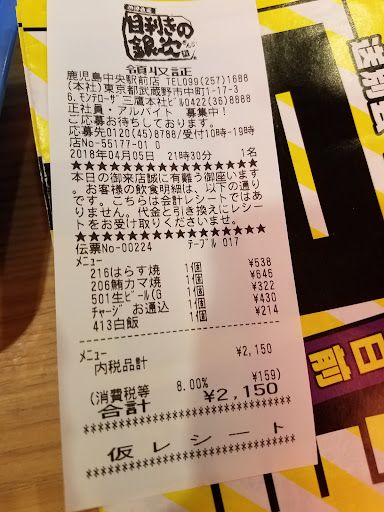 目利きの
銀次
領収証
鹿児島中央駅前店 TEL099(257)1688
(本社)東京都武蔵野市中町1-17-3
6,モンテローザ三鷹本社ビル0422(36)8888
正社員・アルバイト 募集中!
ご応募お待ちしております。
応募先0120(45)8788/受付10時-19時
店No-55177-01 0
2018年04月05日 21時30分 1名
★★★★★★★★★★★★★★★★★★★★
本日の御来店誠に有難う御座います
。お客様の飲食明細は、以下の通り
です。こちらは会計レシートではあ
りません。代金と引き換えにレシー
トをお受け取りくださいませ。
★★★★★★★★★★★★★★★★★★★★
伝票No-00224 テーブル 017
メニュー
216はらす焼 1個 ¥538
206鮪カマ焼 1個 ¥646
501生ビール(G 1個 ¥322
チャージ お通込 1個 ¥430
413白飯 1個 ¥214
メニュー
内税品計 ¥2,150
(消費税等 8.00% ¥159)
合計 ¥2,150
仮レシート
送別会
日前